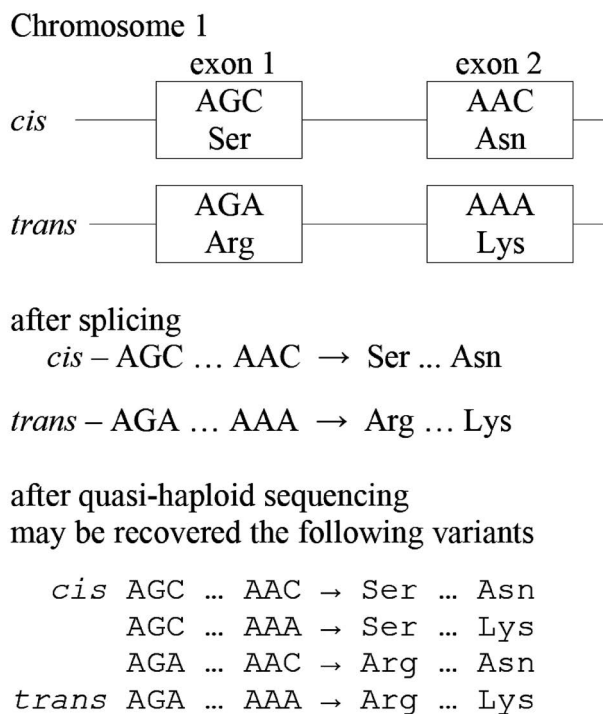 Chromosome 1
exon 1 exon 2
AGC AAC
cis
Ser Asn
AGA AAA
trans
Arg Lys
after splicing
cis – AGC ... AAC → Ser ... Asn
trans – AGA ... AAA → Arg ... Lys
after quasi-haploid sequencing
may be recovered the following variants
cis AGC … AAC → Ser … Asn
AGC … AAA → Ser … Lys
AGA … AAC → Arg … Asn
trans AGA … AAA → Arg … Lys